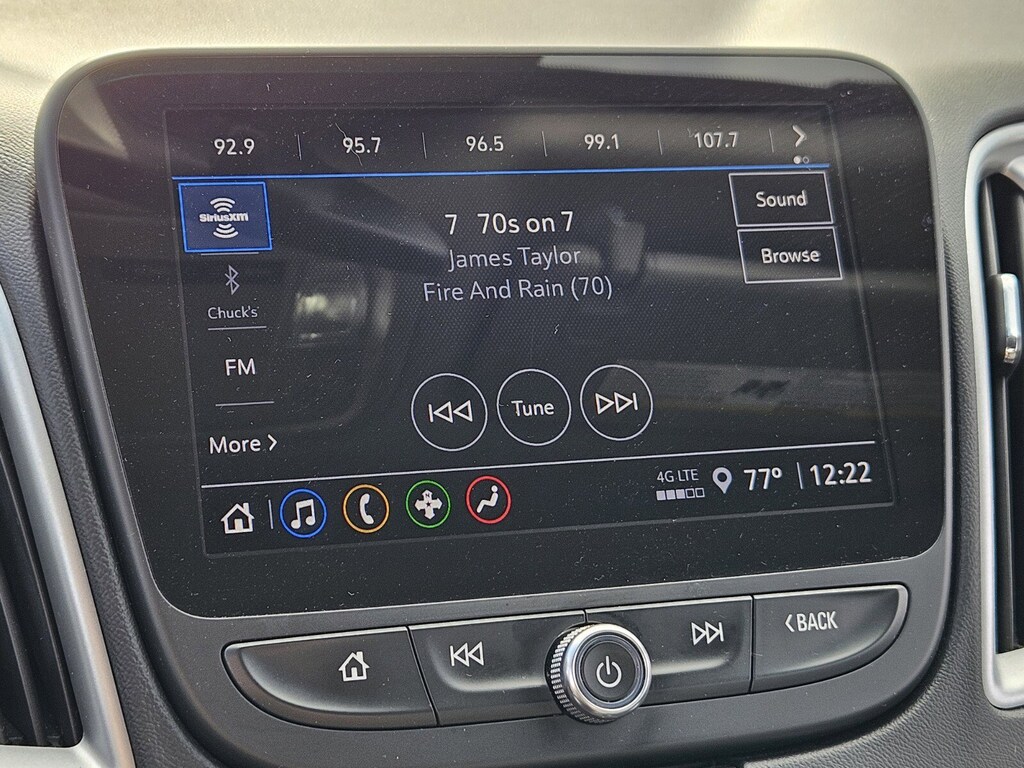 92.9 95.7 96.5 99.1 107.7
SiriusXM
7 70s on 7
James Taylor
Fire And Rain (70)
Sound
Browse
Chuck's
FM
More
Tune
4G LTE
77° 12:22
BACK